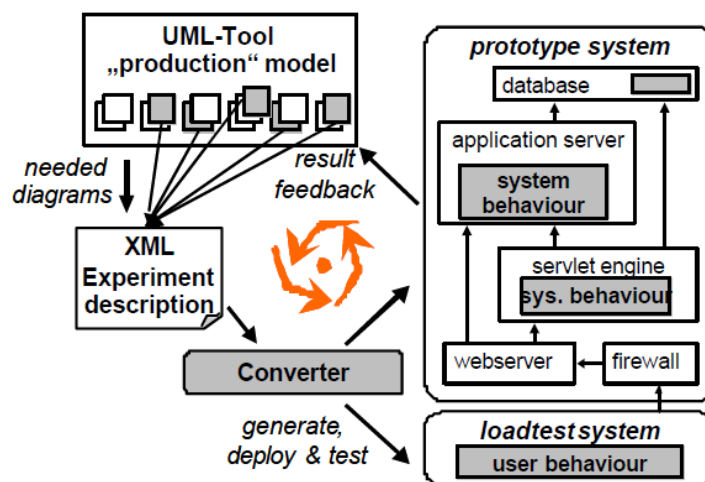 UML-Tool
„production“ model
needed
diagrams
result
feedback
XML
Experiment
description
Converter
generate,
deploy & test
prototype system
database
application server
system
behaviour
servlet engine
sys. behaviour
webserver
firewall
loadtest system
user behaviour